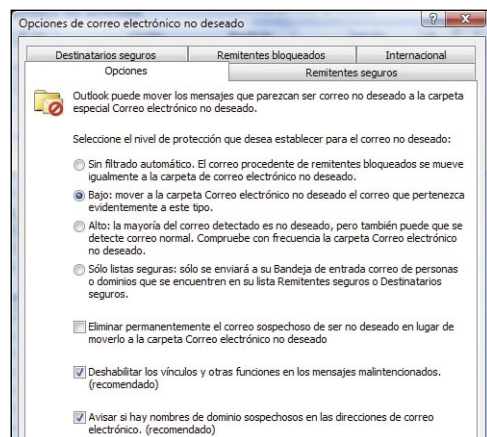 Opciones de correo electrónico no deseado
Destinatarios seguros Remitentes bloqueados Internacional
Opciones Remitentes seguros
Outlook puede mover los mensajes que parezcan ser correo no deseado a la carpeta
especial Correo electrónico no deseado.
Seleccione el nivel de protección que desea establecer para el correo no deseado:
Sin filtrado automático. El correo procedente de remitentes bloqueados se mueve
igualmente a la carpeta de correo electrónico no deseado.
Bajo: mover a la carpeta Correo electrónico no deseado el correo que pertenezca
evidentemente a este tipo.
Alto: la mayoría del correo detectado es no deseado, pero también puede que se
detecte correo normal. Compruebe con frecuencia la carpeta Correo electrónico
no deseado.
Sólo listas seguras: sólo se enviará a su Bandeja de entrada correo de personas
o dominios que se encuentren en su lista Remitentes seguros o Destinatarios
seguros.
Eliminar permanentemente el correo sospechoso de ser no deseado en lugar de
moverlo a la carpeta Correo electrónico no deseado
Deshabilitar los vínculos y otras funciones en los mensajes malintencionados.
(recomendado)
Avisar si hay nombres de dominio sospechosos en las direcciones de correo
electrónico. (recomendado)